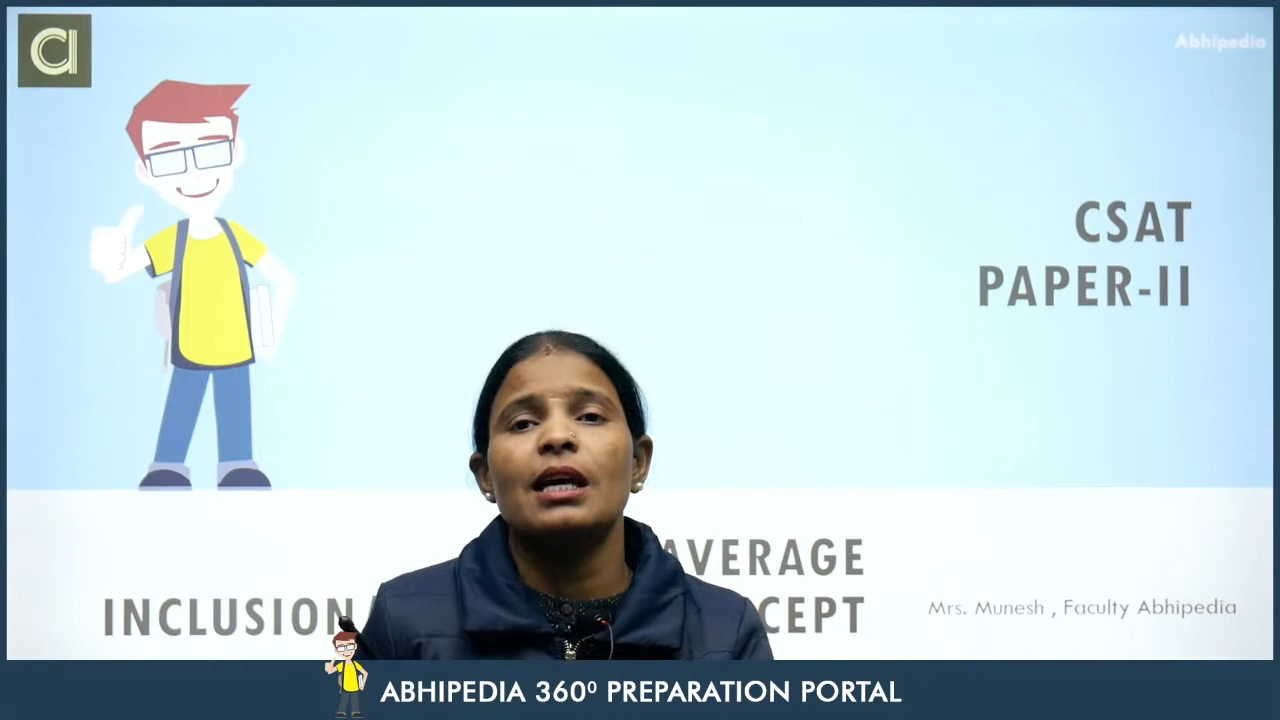 Abhipedia
CSAT
PAPER-II
AVERAGE
INCLUSION CEPT
Mrs. Munesh , Faculty Abhipedia
ABHIPEDIA 360⁰ PREPARATION PORTAL